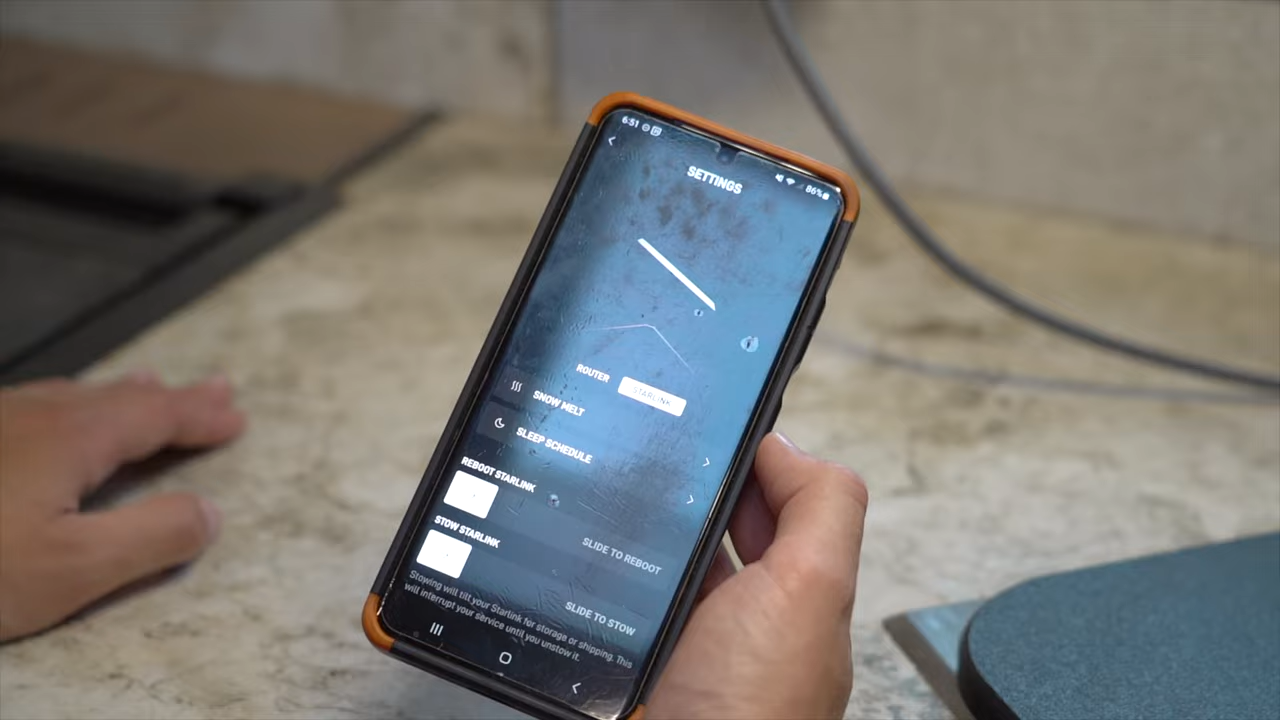 6:51
86%
SETTINGS
ROUTER STARLINK
SNOW MELT
SLEEP SCHEDULE
REBOOT STARLINK
SLIDE TO REBOOT
STOW STARLINK
SLIDE TO STOW
Stowing will tilt your Starlink for storage or shipping. This
will interrupt your service until you unstow it.